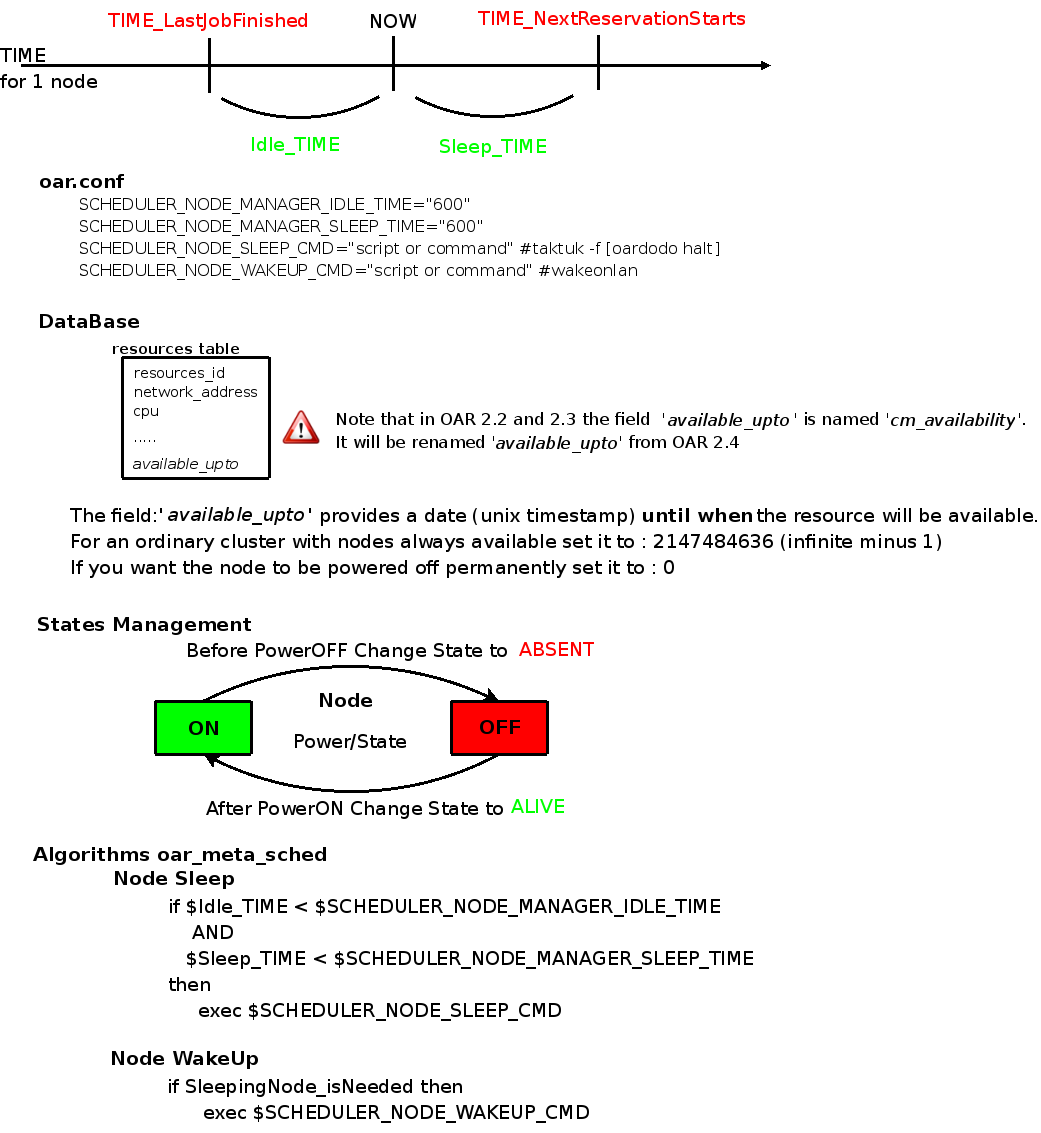 TIME_LastJobFinished NOW TIME_NextReservationStarts
TIME
for 1 node
Idle_TIME Sleep_TIME
oar.conf
SCHEDULER_NODE_MANAGER_IDLE_TIME="600"
SCHEDULER_NODE_MANAGER_SLEEP_TIME="600"
SCHEDULER_NODE_SLEEP_CMD="script or command" #taktuk -f [oardodo halt]
SCHEDULER_NODE_WAKEUP_CMD="script or command" #wakeonlan
DataBase
resources table
resources_id
network_address
cpu
.....
available_upto
Note that in OAR 2.2 and 2.3 the field 'available_upto' is named 'cm_availability'.
It will be renamed 'available_upto' from OAR 2.4
The field:'available_upto' provides a date (unix timestamp) until when the resource will be available.
For an ordinary cluster with nodes always available set it to : 2147484636 (infinite minus 1)
If you want the node to be powered off permanently set it to : 0
States Management
Before PowerOFF Change State to ABSENT
Node
ON OFF
Power/State
After PowerON Change State to ALIVE
Algorithms oar_meta_sched
Node Sleep
if $Idle_TIME < $SCHEDULER_NODE_MANAGER_IDLE_TIME
AND
$Sleep_TIME < $SCHEDULER_NODE_MANAGER_SLEEP_TIME
then
exec $SCHEDULER_NODE_SLEEP_CMD
Node WakeUp
if SleepingNode_isNeeded then
exec $SCHEDULER_NODE_WAKEUP_CMD